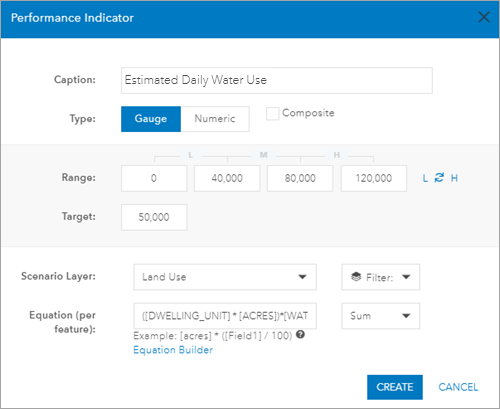 Performance Indicator
Caption: Estimated Daily Water Use
Type: Gauge Numeric Composite
L M H
Range: 0 40,000 80,000 120,000 L H
Target: 50,000
Scenario Layer: Land Use Filter:
Equation (per feature): ([DWELLING_UNIT] * [ACRES])*[WAT Sum
Example: [acres] * ([Field1] / 100)
Equation Builder
CREATE CANCEL